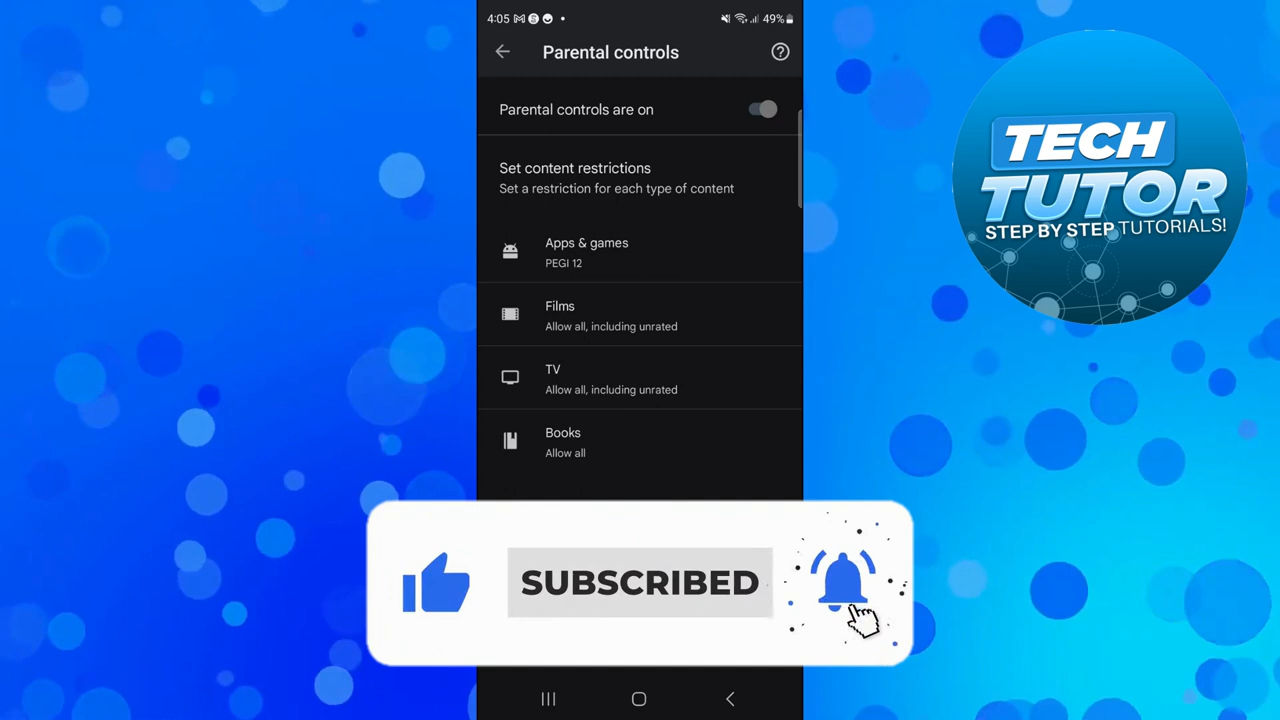 4:05
49%
Parental controls
Parental controls are on
Set content restrictions
Set a restriction for each type of content
Apps & games
PEGI 12
Films
Allow all, including unrated
TV
Allow all, including unrated
Books
Allow all
SUBSCRIBED
TECH
TUTOR
STEP BY STEP TUTORIALS!